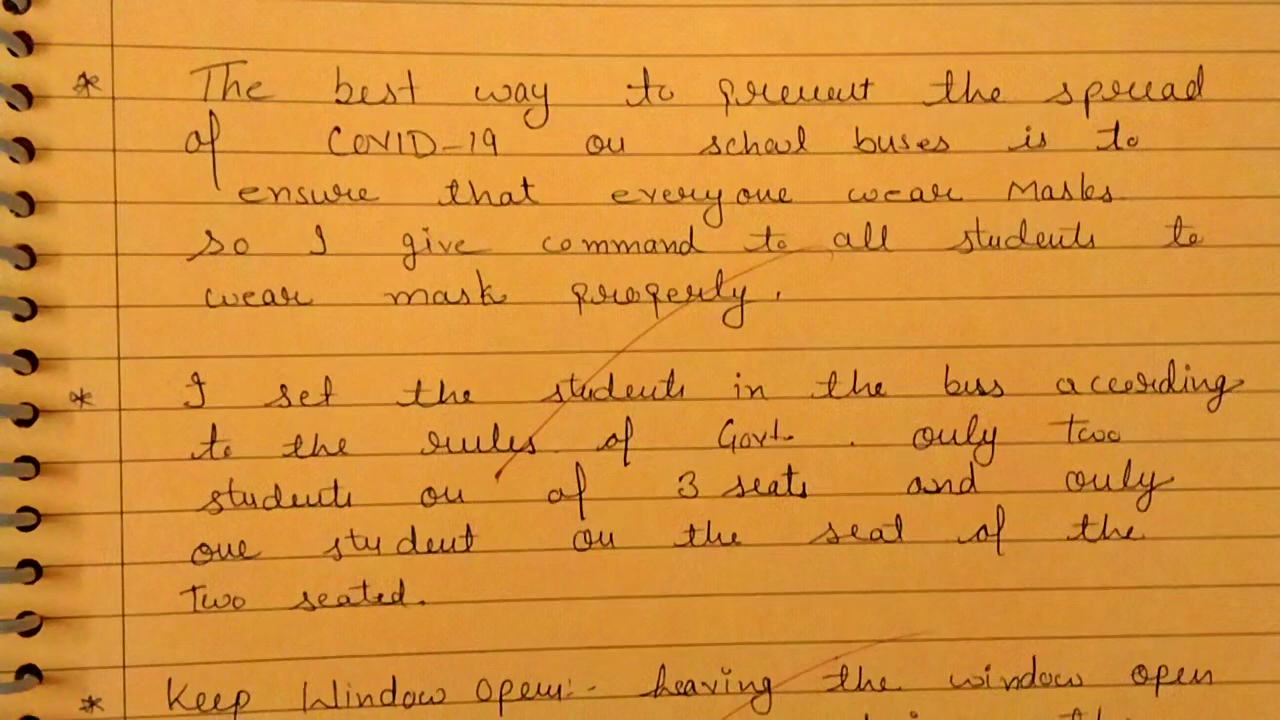 * The best way to prevent the spread
of COVID-19 on school buses is to
ensure that everyone wear Masks
so I give command to all students to
wear mask properly.
* I set the students in the bus according
to the rules of Govt. . only two
students on of 3 seats and only
one student on the seat of the
Two seated.
* Keep Window Open:- leaving the window open